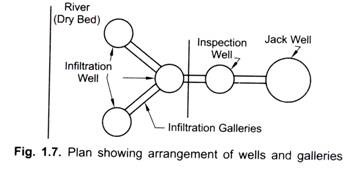 River
(Dry Bed)
Inspection
Well
Jack Well
Infiltration
Well
Infiltration Galleries
Fig. 1.7. Plan showing arrangement of wells and galleries